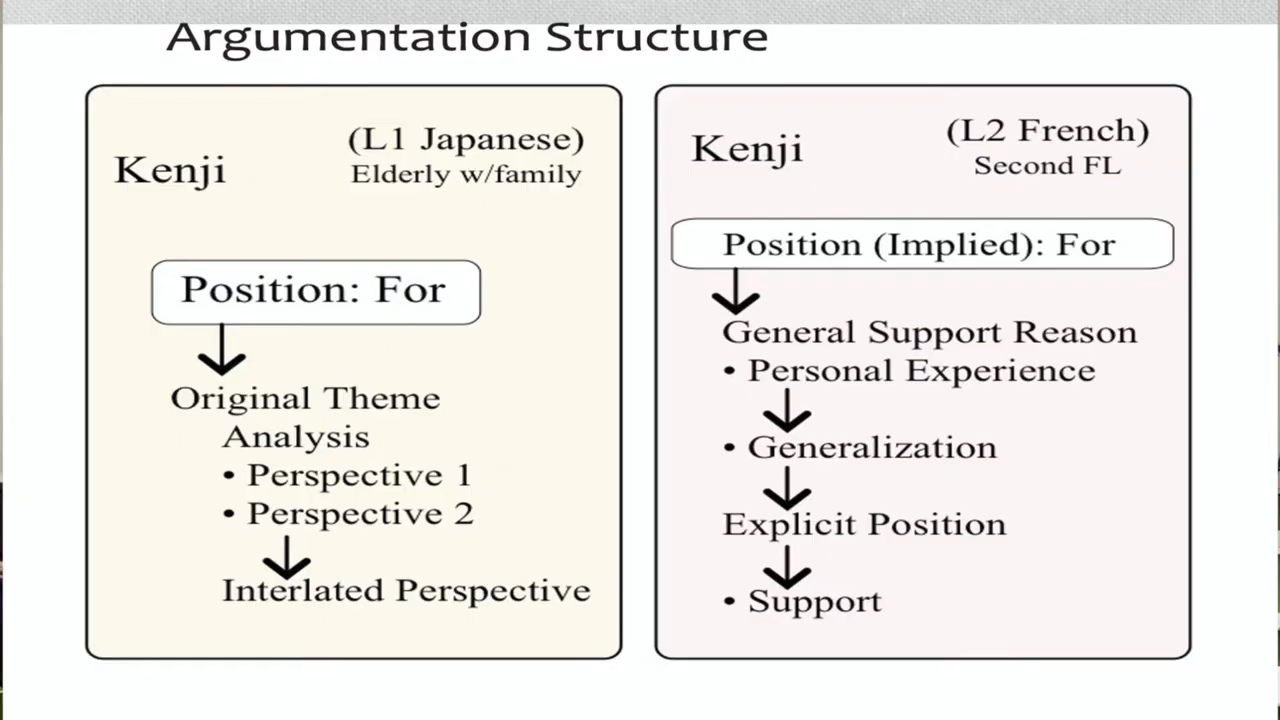 Argumentation Structure
Kenji
(L1 Japanese)
Elderly w/family
Position: For
Original Theme
Analysis
• Perspective 1
• Perspective 2
Interlated Perspective
Kenji
(L2 French)
Second FL
Position (Implied): For
General Support Reason
• Personal Experience
• Generalization
Explicit Position
• Support